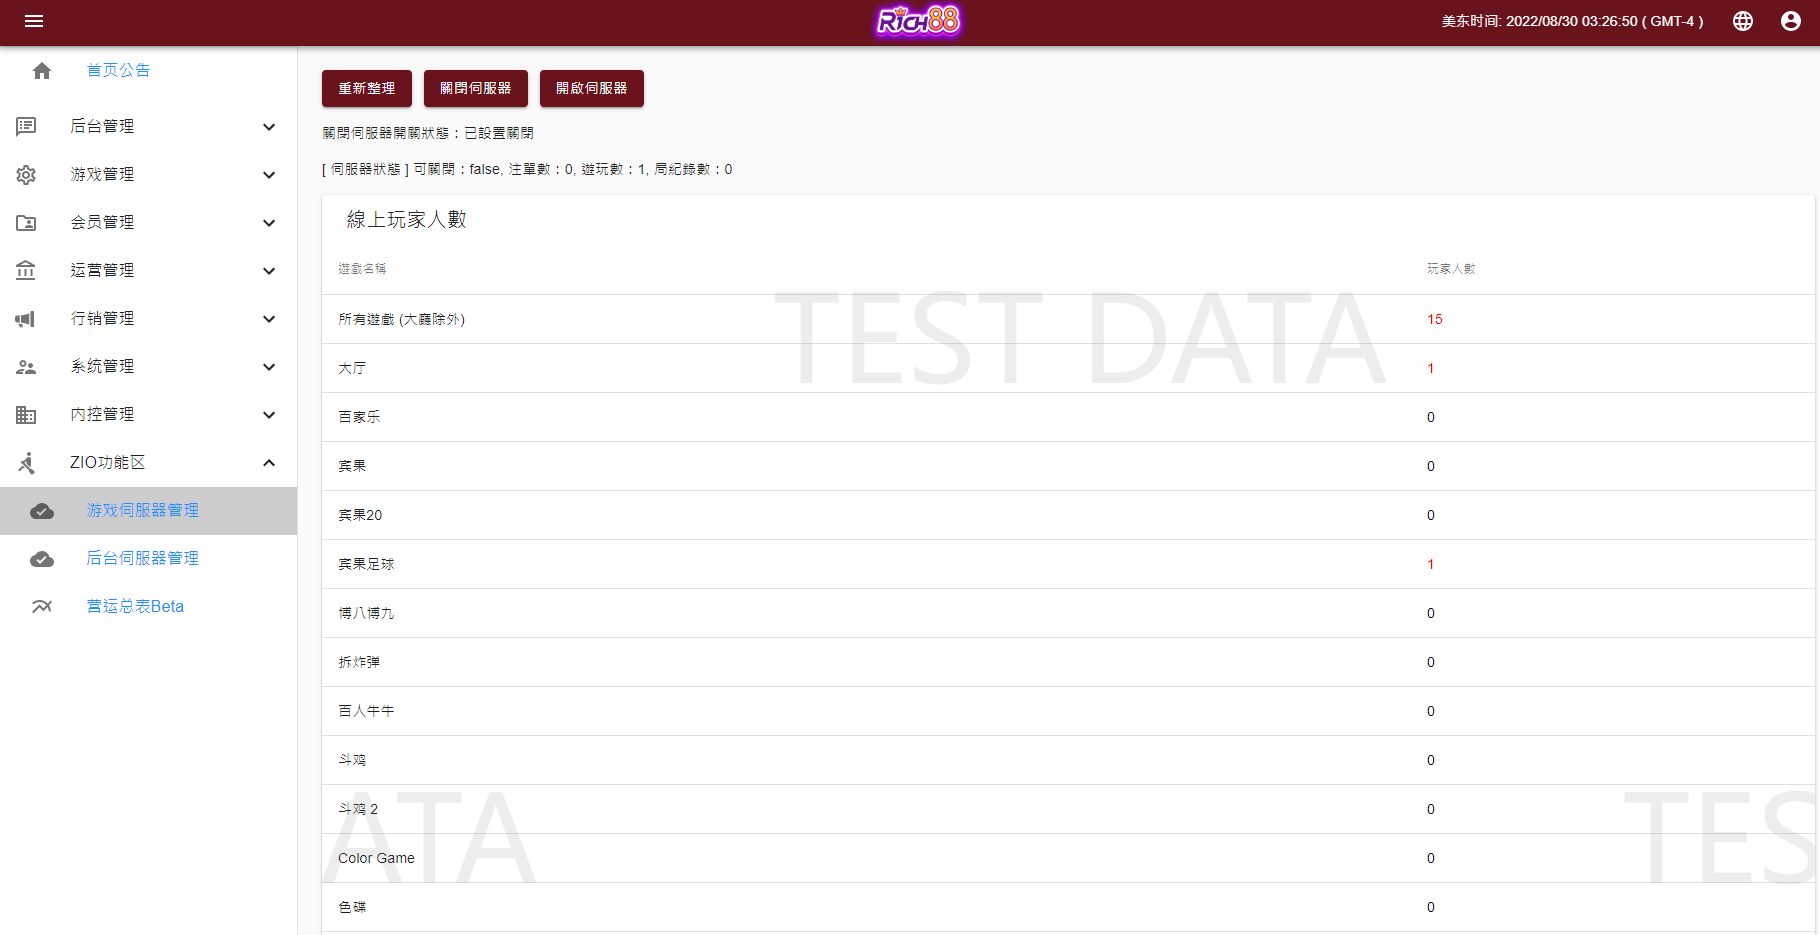 RiCH88
美东时间: 2022/08/30 03:26:50 ( GMT-4 )
首页公告
后台管理
游戏管理
会员管理
运营管理
行销管理
系统管理
内控管理
ZIO功能区
游戏伺服器管理
后台伺服器管理
营运总表Beta
重新整理 關閉伺服器 開啟伺服器
關閉伺服器開關狀態：已設置關閉
[ 伺服器狀態 ] 可關閉：false, 注單數：0, 遊玩數：1, 局紀錄數：0
線上玩家人數
遊戲名稱 玩家人數
所有遊戲 (大廳除外) 15
大厅 1
百家乐 0
宾果 0
宾果20 0
宾果足球 1
博八博九 0
拆炸弹 0
百人牛牛 0
斗鸡 0
斗鸡 2 0
Color Game 0
色碟 0
TEST DATA
ATA
TES